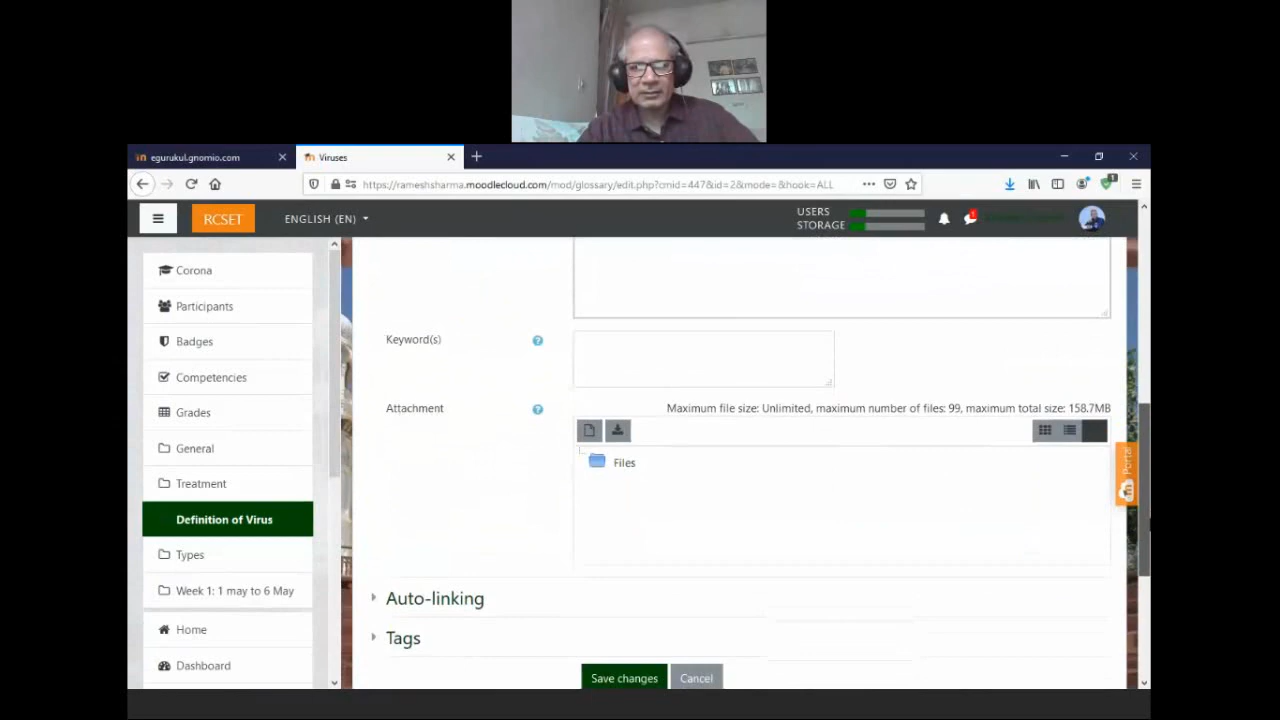 egurukul.gnomio.com
Viruses
https://rameshsharma.moodlecloud.com/mod/glossary/edit.php?cmid=447&id=2&mode=&hook=ALL
RCSET
ENGLISH (EN)
USERS
STORAGE
1
Corona
Participants
Badges
Competencies
Grades
General
Treatment
Definition of Virus
Types
Week 1: 1 may to 6 May
Home
Dashboard
Keyword(s)
Attachment
Maximum file size: Unlimited, maximum number of files: 99, maximum total size: 158.7MB
Files
Portal
Auto-linking
Tags
Save changes
Cancel